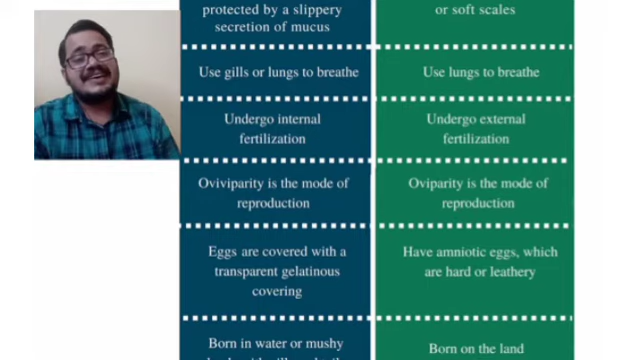 protected by a slippery
secretion of mucus
or soft scales
Use gills or lungs to breathe
Use lungs to breathe
Undergo internal
fertilization
Undergo external
fertilization
Oviviparity is the mode of
reproduction
Oviparity is the mode of
reproduction
Eggs are covered with a
transparent gelatinous
covering
Have amniotic eggs, which
are hard or leathery
Born in water or mushy
Born on the land